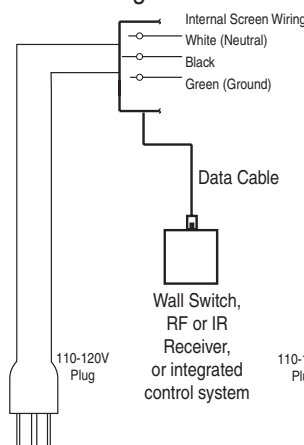 Internal Screen Wiring
White (Neutral)
Black
Green (Ground)
Data Cable
Wall Switch,
RF or IR
Receiver,
or integrated
control system
110-120V
Plug